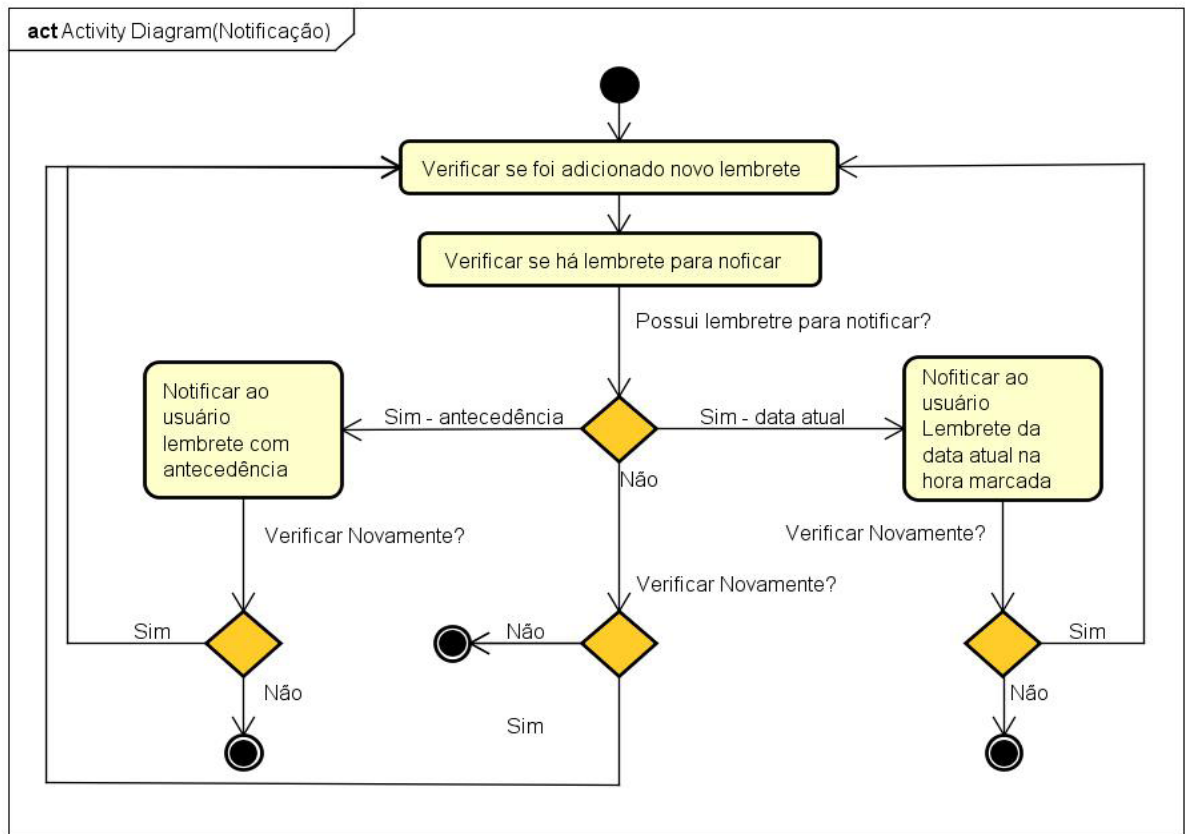 act Activity Diagram(Notificação)
Verificar se foi adicionado novo lembrete
Verificar se há lembrete para noficar
Possui lembretre para notificar?
Notificar ao
usuário
lembrete com
antecedência
Sim - antecedência
Sim - data atual
Nofiticar ao
usuário
Lembrete da
data atual na
hora marcada
Não
Verificar Novamente?
Verificar Novamente?
Verificar Novamente?
Sim
Não
Sim
Não
Não
Sim